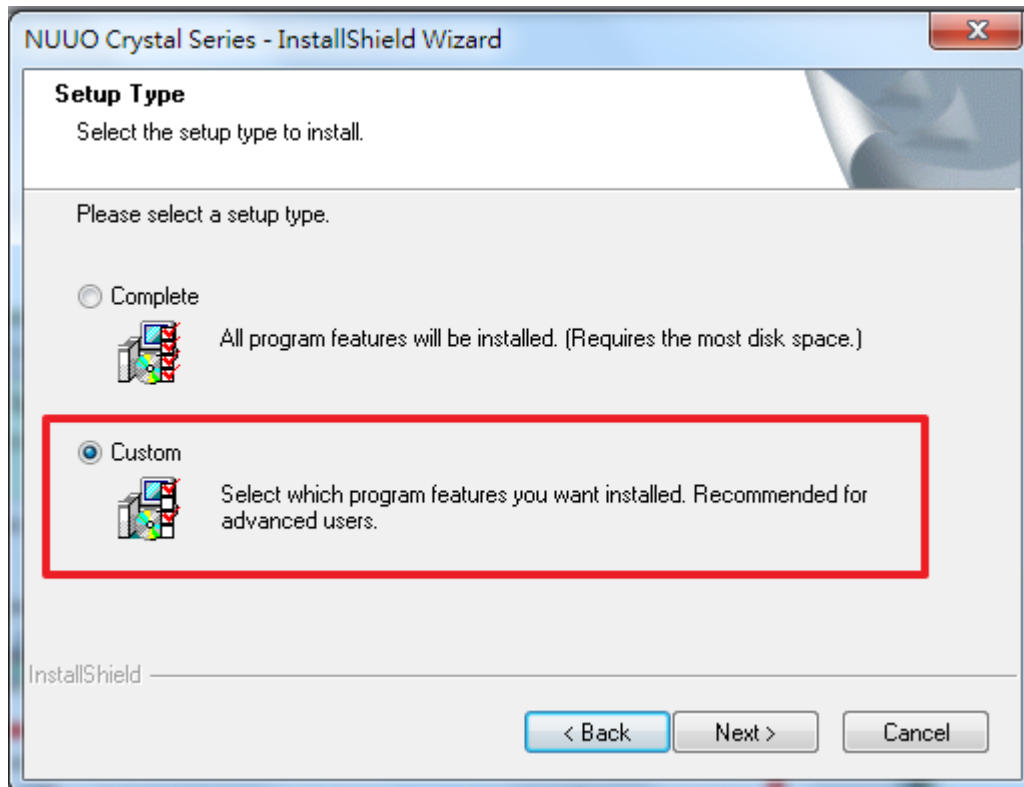 NUUO Crystal Series - InstallShield Wizard
Setup Type
Select the setup type to install.
Please select a setup type.
Complete
All program features will be installed. (Requires the most disk space.)
Custom
Select which program features you want installed. Recommended for
advanced users.
InstallShield
< Back
Next >
Cancel